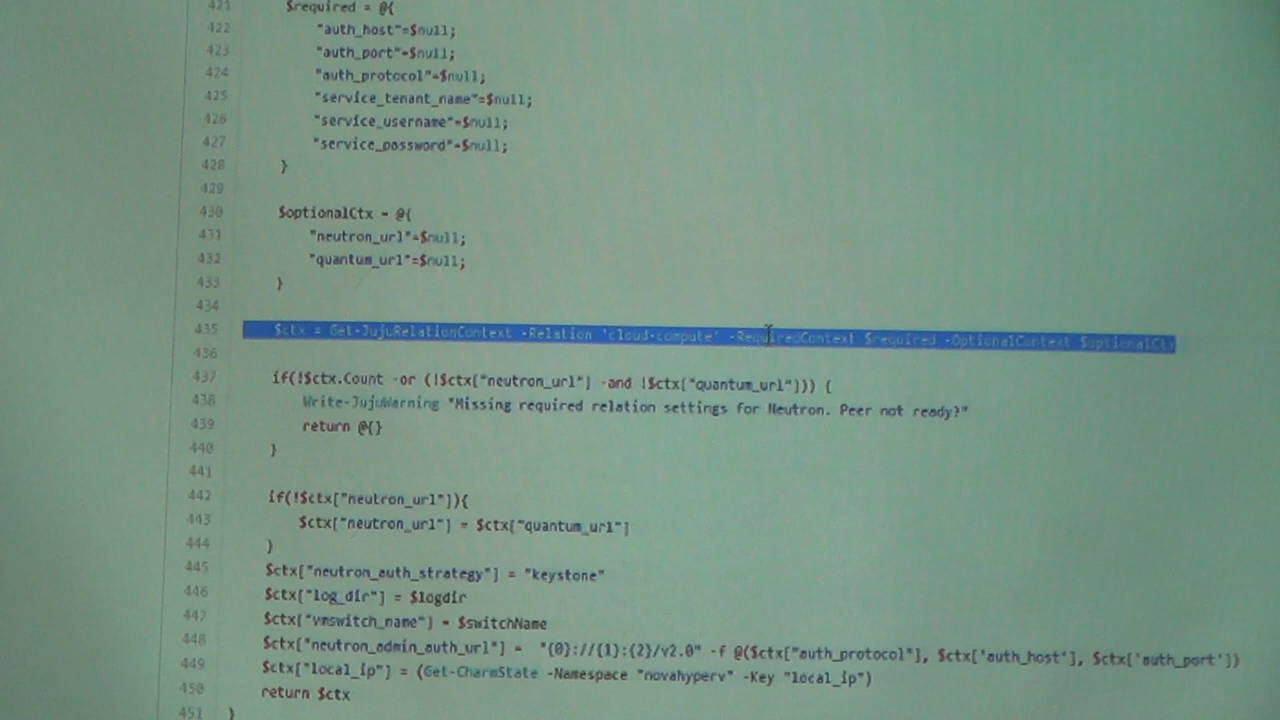 421 $required = @{
422 "auth_host"=$null;
423 "auth_port"=$null;
424 "auth_protocol"=$null;
425 "service_tenant_name"=$null;
426 "service_username"=$null;
427 "service_password"=$null;
428 }
429
430 $optionalCtx = @{
431 "neutron_url"=$null;
432 "quantum_url"=$null;
433 }
434
435 $ctx = Get-JujuRelationContext -Relation 'cloud-compute' -RequiredContext $required -OptionalContext $optionalCtx
436
437 if(!$ctx.Count -or (!$ctx["neutron_url"] -and !$ctx["quantum_url"])) {
438 Write-JujuWarning "Missing required relation settings for Neutron. Peer not ready?"
439 return @{}
440 }
441
442 if(!$ctx["neutron_url"]){
443 $ctx["neutron_url"] = $ctx["quantum_url"]
444 }
445 $ctx["neutron_auth_strategy"] = "keystone"
446 $ctx["log_dir"] = $logdir
447 $ctx["vmswitch_name"] = $switchName
448 $ctx["neutron_admin_auth_url"] = "{0}://{1}:{2}/v2.0" -f @($ctx["auth_protocol"], $ctx['auth_host'], $ctx['auth_port'])
449 $ctx["local_ip"] = (Get-CharmState -Namespace "novahyperv" -Key "local_ip")
450 return $ctx
451 }